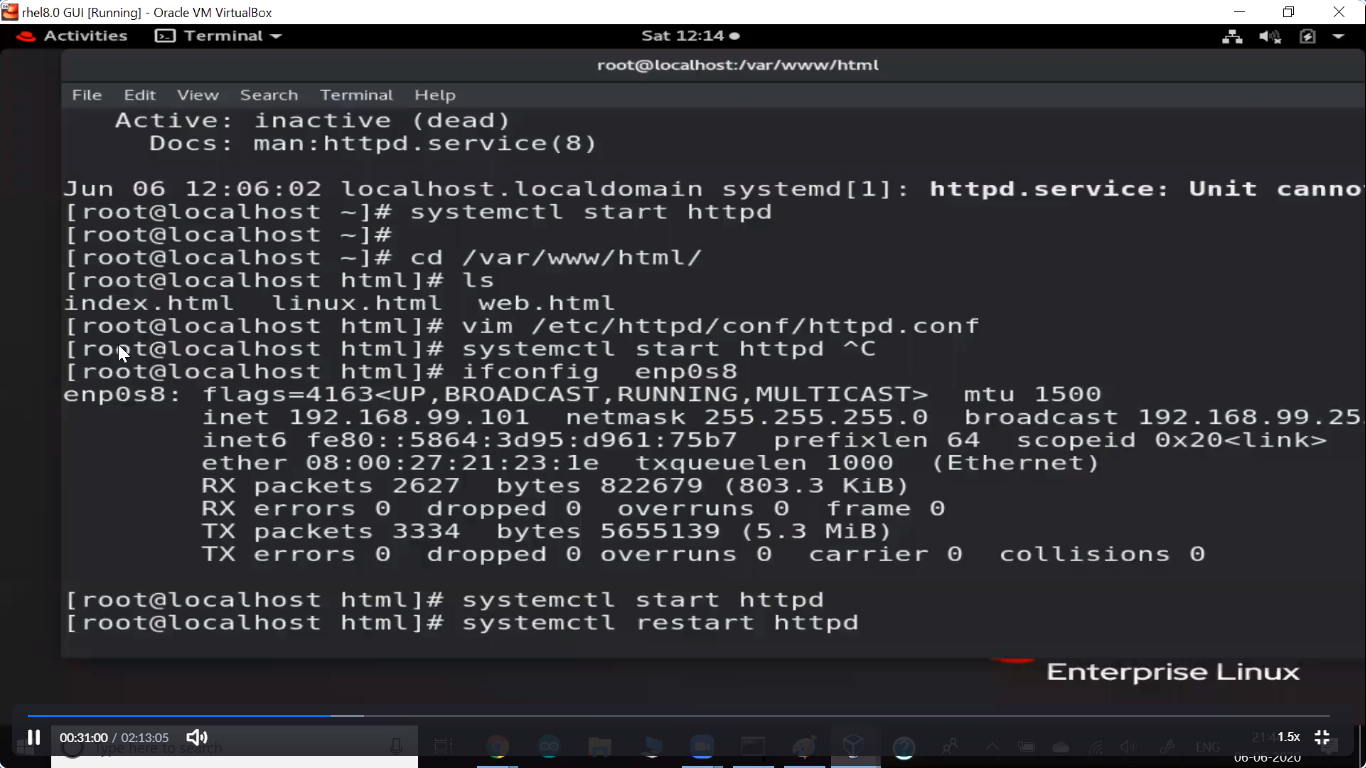 rhel8.0 GUI [Running] - Oracle VM VirtualBox
Activities Terminal Sat 12:14
root@localhost:/var/www/html
File Edit View Search Terminal Help
Active: inactive (dead)
Docs: man:httpd.service(8)
Jun 06 12:06:02 localhost.localdomain systemd[1]: httpd.service: Unit canno
[root@localhost ~]# systemctl start httpd
[root@localhost ~]#
[root@localhost ~]# cd /var/www/html/
[root@localhost html]# ls
index.html linux.html web.html
[root@localhost html]# vim /etc/httpd/conf/httpd.conf
[root@localhost html]# systemctl start httpd ^C
[root@localhost html]# ifconfig enp0s8
enp0s8: flags=4163<UP,BROADCAST,RUNNING,MULTICAST> mtu 1500
inet 192.168.99.101 netmask 255.255.255.0 broadcast 192.168.99.25
inet6 fe80::5864:3d95:d961:75b7 prefixlen 64 scopeid 0x20<link>
ether 08:00:27:21:23:1e txqueuelen 1000 (Ethernet)
RX packets 2627 bytes 822679 (803.3 KiB)
RX errors 0 dropped 0 overruns 0 frame 0
TX packets 3334 bytes 5655139 (5.3 MiB)
TX errors 0 dropped 0 overruns 0 carrier 0 collisions 0
[root@localhost html]# systemctl start httpd
[root@localhost html]# systemctl restart httpd
Enterprise Linux
00:31:00 / 02:13:05 1.5x
Type here to search ENG
06-06-2020